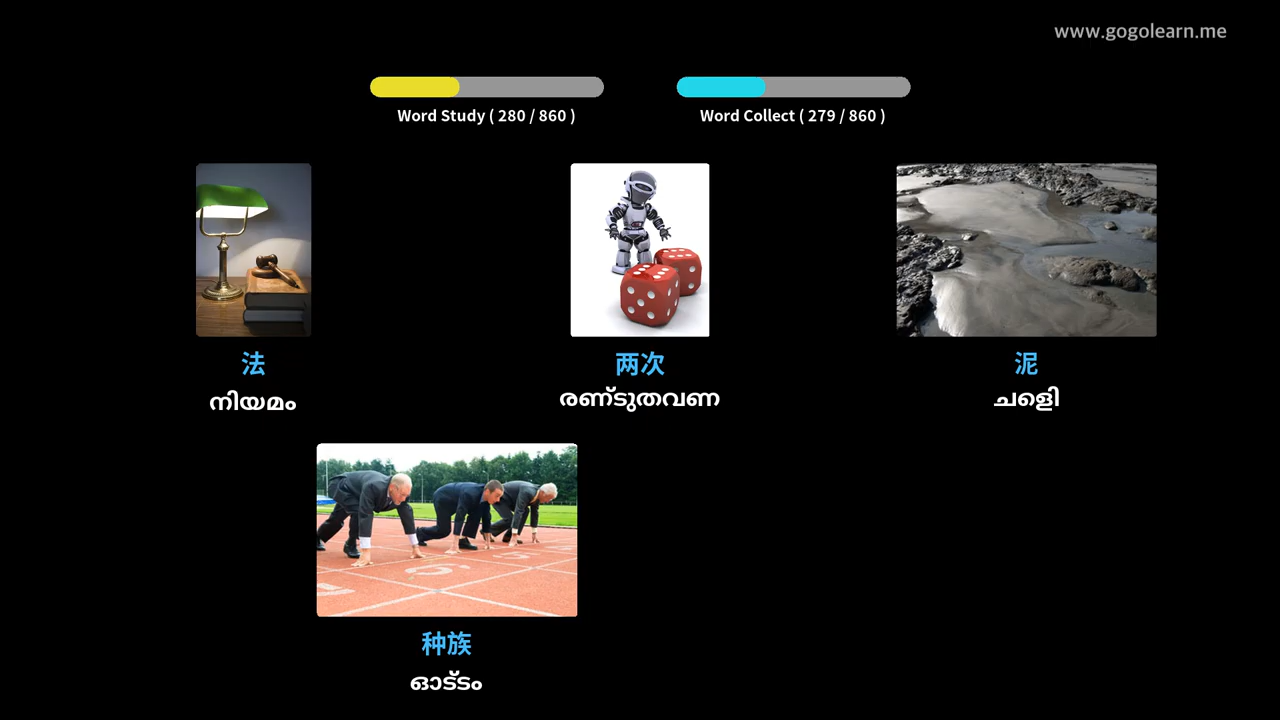 www.gogolearn.me
Word Study ( 280 / 860 )
Word Collect ( 279 / 860 )
法
നിയമം
两次
രണ്ടുതവണ
泥
ചളെി
种族
ഓട്ടം